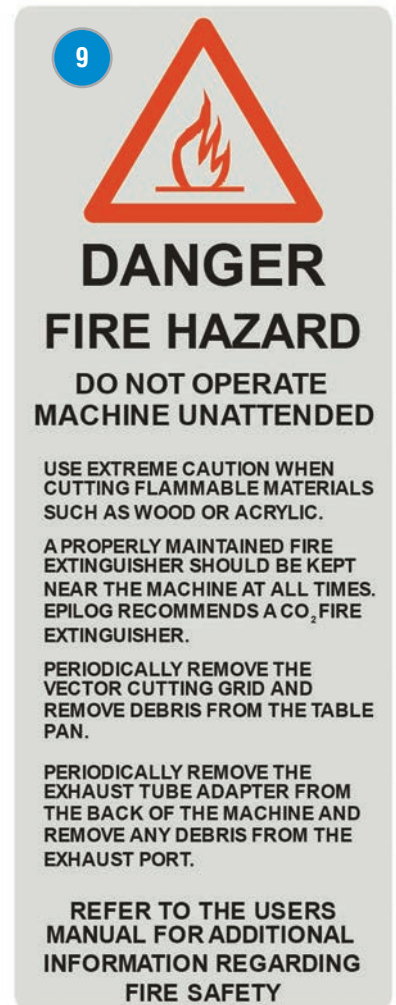 9
DANGER
FIRE HAZARD
DO NOT OPERATE
MACHINE UNATTENDED
USE EXTREME CAUTION WHEN
CUTTING FLAMMABLE MATERIALS
SUCH AS WOOD OR ACRYLIC.
A PROPERLY MAINTAINED FIRE
EXTINGUISHER SHOULD BE KEPT
NEAR THE MACHINE AT ALL TIMES.
EPILOG RECOMMENDS A CO₂ FIRE
EXTINGUISHER.
PERIODICALLY REMOVE THE
VECTOR CUTTING GRID AND
REMOVE DEBRIS FROM THE TABLE
PAN.
PERIODICALLY REMOVE THE
EXHAUST TUBE ADAPTER FROM
THE BACK OF THE MACHINE AND
REMOVE ANY DEBRIS FROM THE
EXHAUST PORT.
REFER TO THE USERS
MANUAL FOR ADDITIONAL
INFORMATION REGARDING
FIRE SAFETY